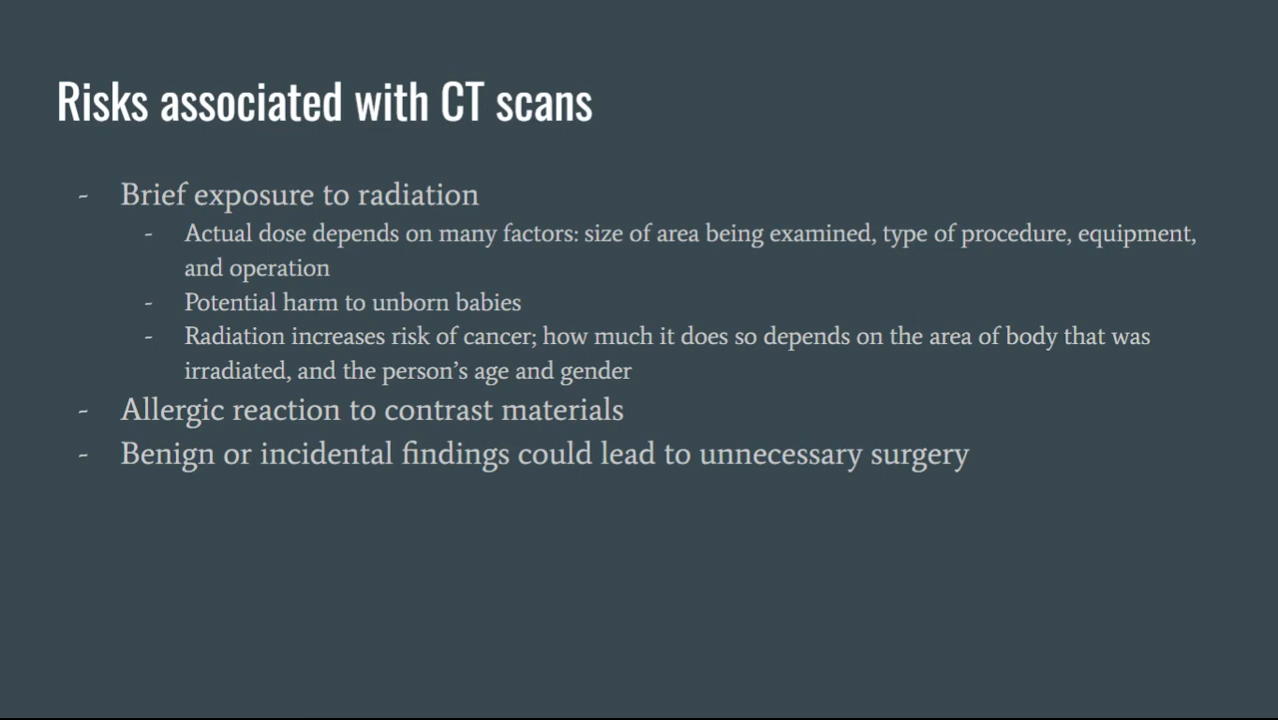 Risks associated with CT scans
- Brief exposure to radiation
- Actual dose depends on many factors: size of area being examined, type of procedure, equipment,
and operation
- Potential harm to unborn babies
- Radiation increases risk of cancer; how much it does so depends on the area of body that was
irradiated, and the person’s age and gender
- Allergic reaction to contrast materials
- Benign or incidental findings could lead to unnecessary surgery